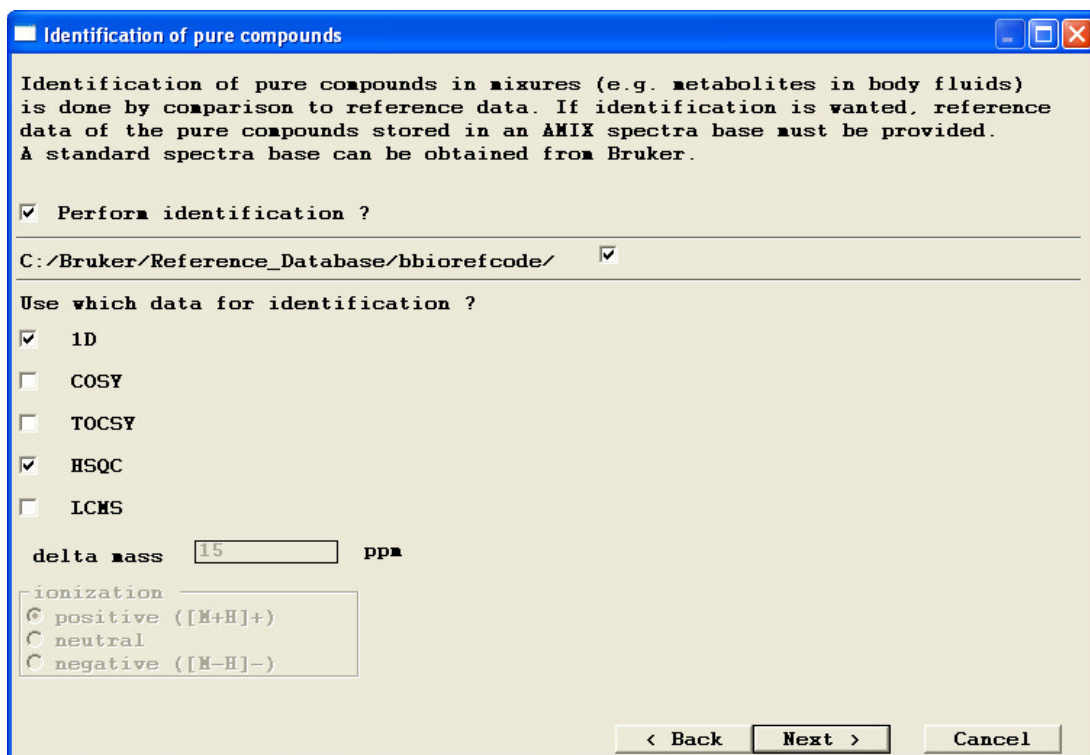 Identification of pure compounds
Identification of pure compounds in mixures (e.g. metabolites in body fluids)
is done by comparison to reference data. If identification is wanted, reference
data of the pure compounds stored in an AMIX spectra base must be provided.
A standard spectra base can be obtained from Bruker.
Perform identification ?
C:/Bruker/Reference_Database/bbiorefcode/
Use which data for identification ?
1D
COSY
TOCSY
HSQC
LCMS
delta mass 15 ppm
ionization
positive ([M+H]+)
neutral
negative ([M-H]-)
< Back Next > Cancel